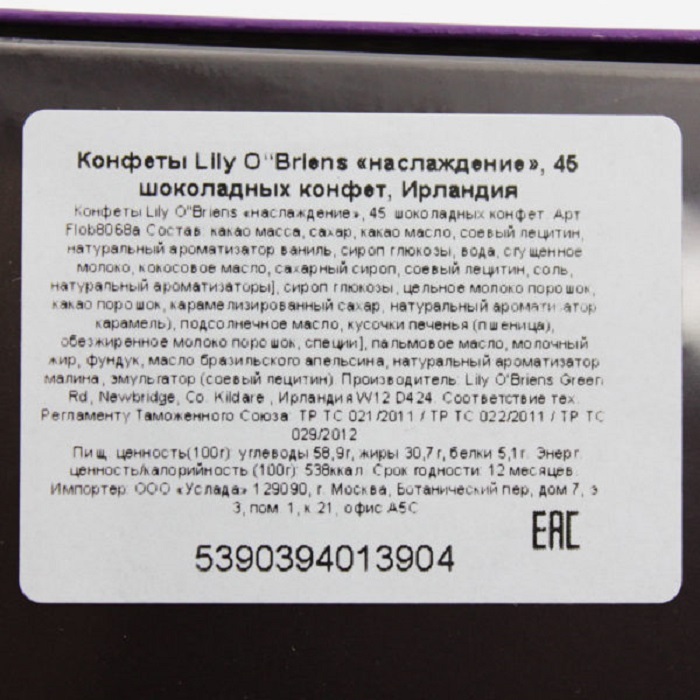 Конфеты Lily O"Briens «наслаждение», 45
шоколадных конфет, Ирландия
Конфеты Lily O"Briens «наслаждение», 45 шоколадных конфет. Арт
Flob8068a Состав: какао масса, сахар, какао масло, соевый лецитин,
натуральный ароматизатор ваниль, сироп глюкозы, вода, сгущенное
молоко, кокосовое масло, сахарный сироп, соевый лецитин, соль,
натуральный ароматизаторы], сироп глюкозы, цельное молоко порошок,
какао порошок, карамелизированный сахар, натуральный ароматизатор
карамель), подсолнечное масло, кусочки печенья (пшеница),
обезжиренное молоко порошок, специи], пальмовое масло, молочный
жир, фундук, масло бразильского апельсина, натуральный ароматизатор
малина, эмульгатор (соевый лецитин). Производитель: Lily O'Briens Green
Rd, Newbridge, Co. Kildare , Ирландия W12 D424. Соответствие тех.
Регламенту Таможенного Союза: ТР ТС 021/2011 / ТР ТС 022/2011 / ТР ТС
029/2012
Пищ. ценность(100г): углеводы 58,9г, жиры 30,7г, белки 5,1г. Энерг.
ценность/калорийность (100г): 538ккал. Срок годности: 12 месяцев.
Импортер: ООО «Услада» 129090, г. Москва, Ботанический пер, дом 7, э
3, пом. 1, к 21, офис А5С
EAC
5390394013904